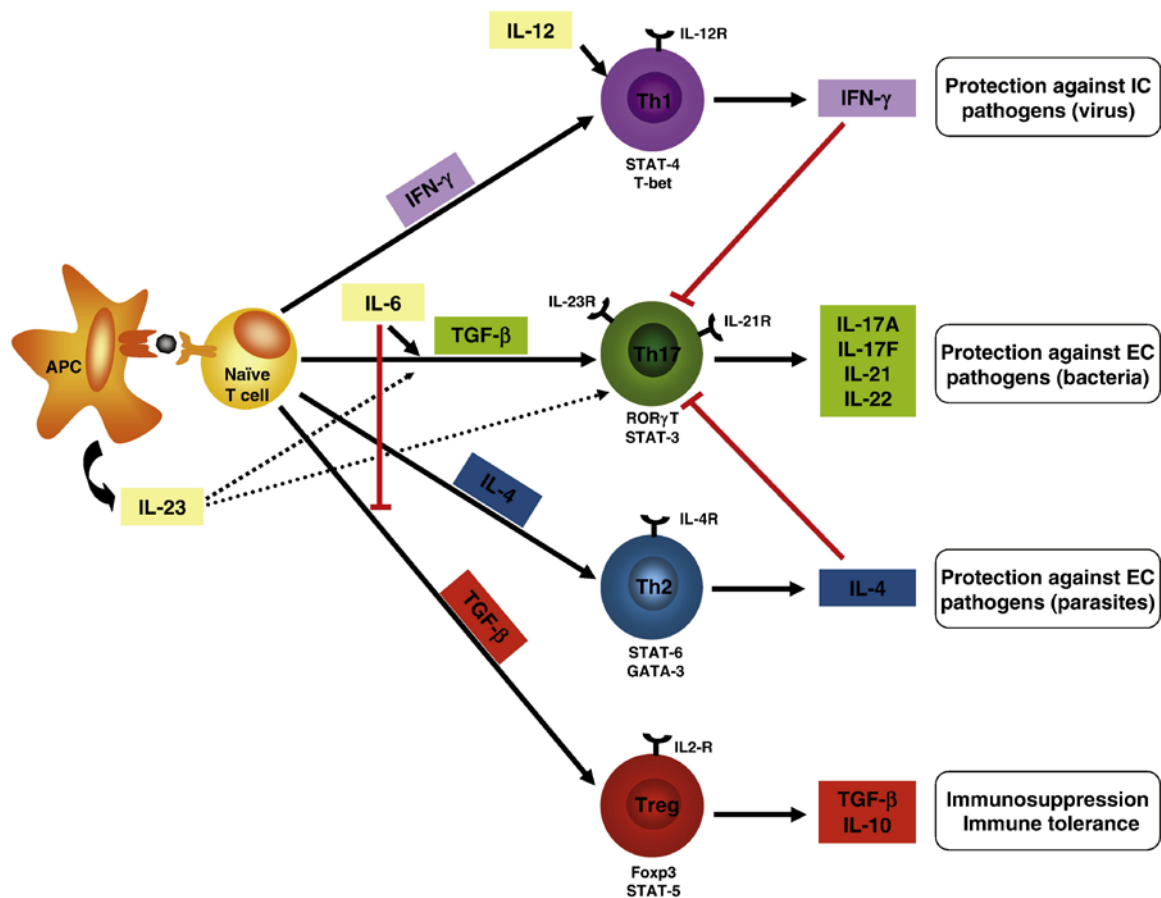 IL-12
IL-12R
Th1
STAT-4
T-bet
IFN-γ
Protection against IC
pathogens (virus)
IFN-γ
IL-6
TGF-β
IL-23R
IL-21R
Th17
RORγT
STAT-3
IL-17A
IL-17F
IL-21
IL-22
Protection against EC
pathogens (bacteria)
APC
Naïve
T cell
IL-23
IL-4
IL-4R
Th2
STAT-6
GATA-3
IL-4
Protection against EC
pathogens (parasites)
TGF-β
IL2-R
Treg
Foxp3
STAT-5
TGF-β
IL-10
Immunosuppression
Immune tolerance